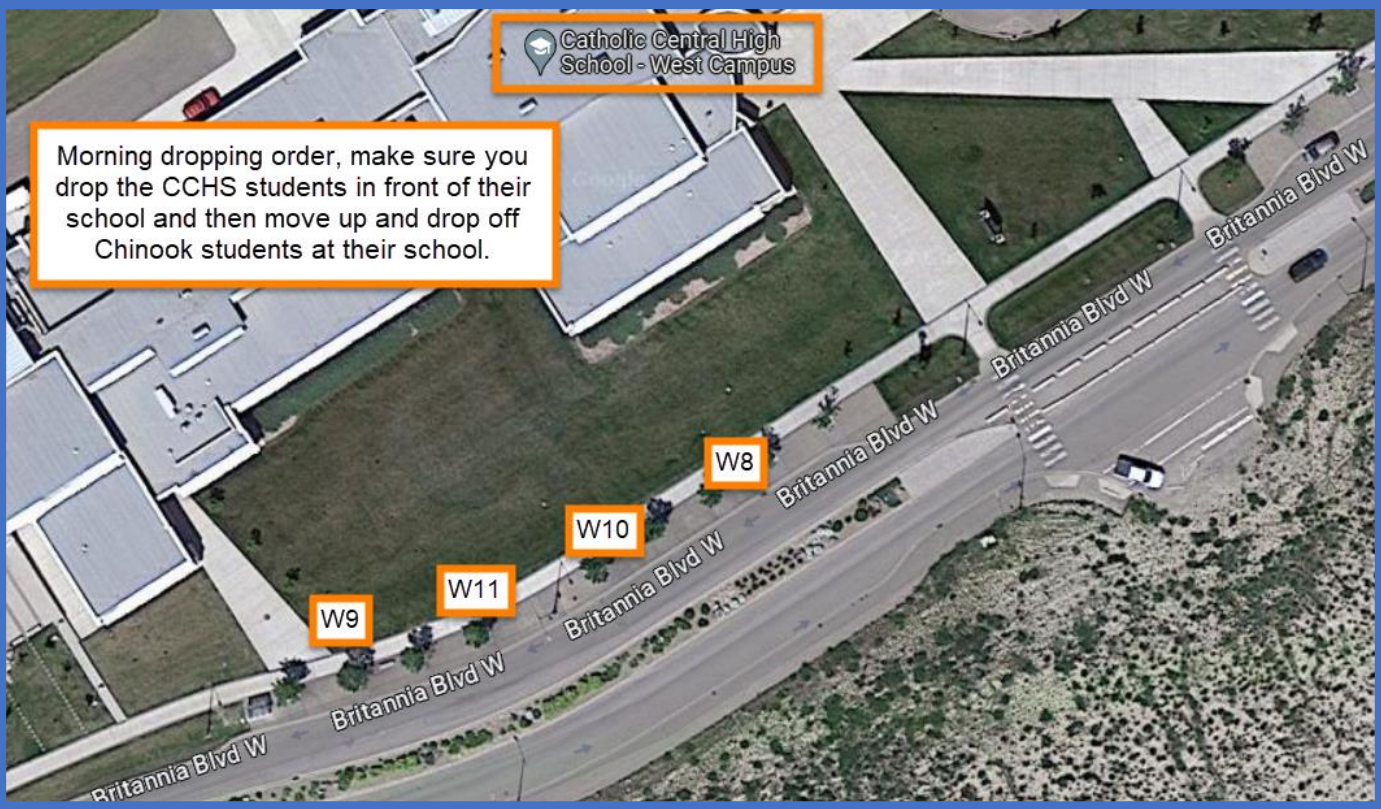 Catholic Central High
School - West Campus
Morning dropping order, make sure you
drop the CCHS students in front of their
school and then move up and drop off
Chinook students at their school.
Google
Britannia Blvd W
Britannia Blvd W
Britannia Blvd W
W8
W10
Britannia Blvd W
W11
W9
Britannia Blvd W
Britannia Blvd W